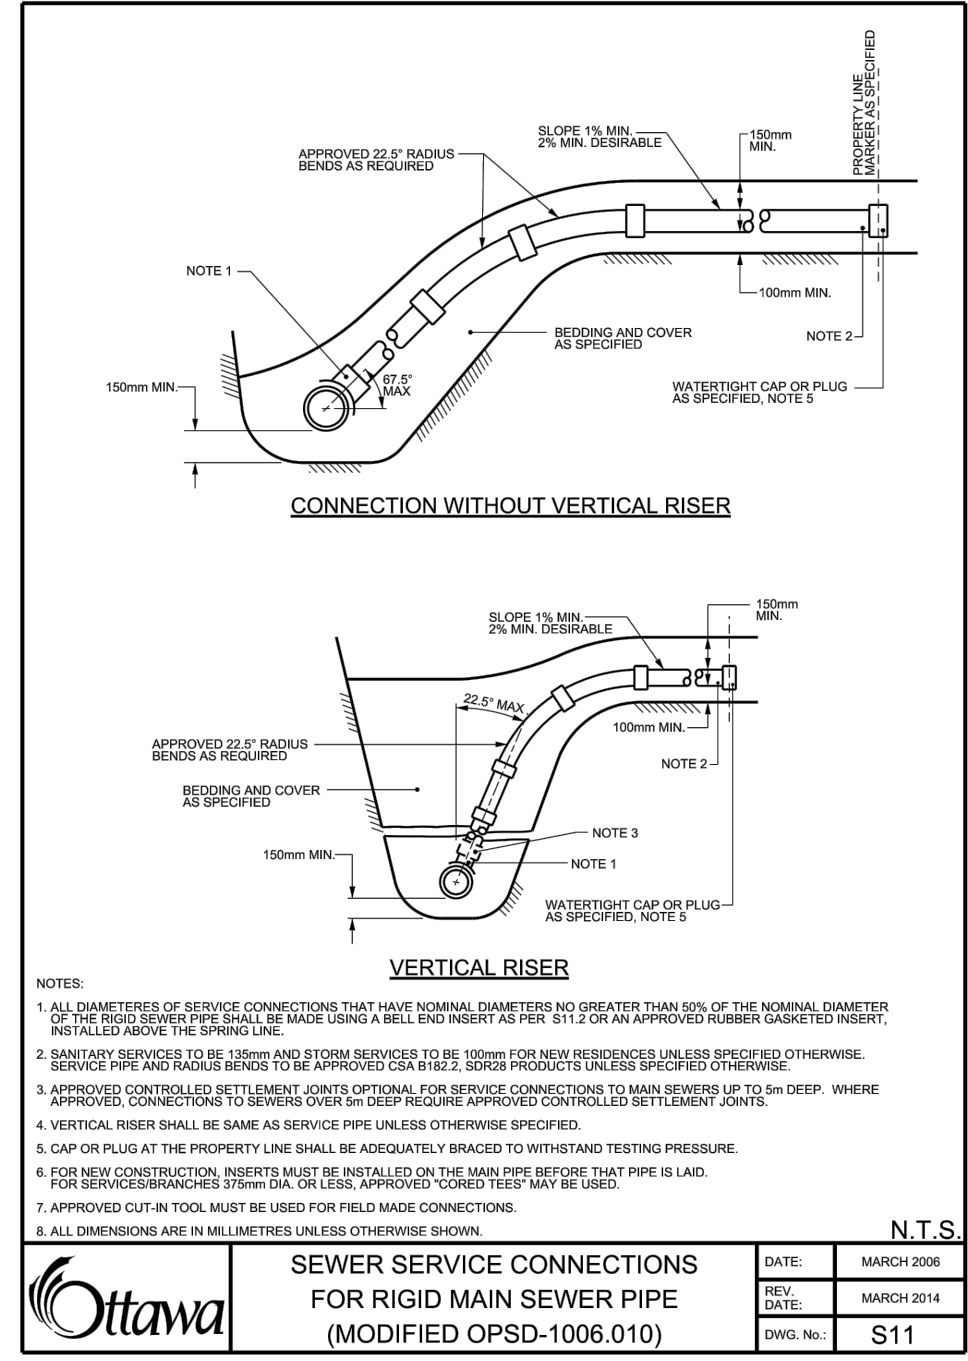 PROPERTY LINE
MARKER AS SPECIFIED
SLOPE 1% MIN.
2% MIN. DESIRABLE
150mm
MIN.
APPROVED 22.5° RADIUS
BENDS AS REQUIRED
NOTE 1
100mm MIN.
BEDDING AND COVER
AS SPECIFIED
NOTE 2
67.5°
MAX
150mm MIN.
WATERTIGHT CAP OR PLUG
AS SPECIFIED, NOTE 5
CONNECTION WITHOUT VERTICAL RISER
150mm
MIN.
SLOPE 1% MIN.
2% MIN. DESIRABLE
22.5° MAX.
100mm MIN.
APPROVED 22.5° RADIUS
BENDS AS REQUIRED
NOTE 2
BEDDING AND COVER
AS SPECIFIED
NOTE 3
150mm MIN.
NOTE 1
WATERTIGHT CAP OR PLUG
AS SPECIFIED, NOTE 5
VERTICAL RISER
NOTES:
1. ALL DIAMETERES OF SERVICE CONNECTIONS THAT HAVE NOMINAL DIAMETERS NO GREATER THAN 50% OF THE NOMINAL DIAMETER
OF THE RIGID SEWER PIPE SHALL BE MADE USING A BELL END INSERT AS PER S11.2 OR AN APPROVED RUBBER GASKETED INSERT,
INSTALLED ABOVE THE SPRING LINE.
2. SANITARY SERVICES TO BE 135mm AND STORM SERVICES TO BE 100mm FOR NEW RESIDENCES UNLESS SPECIFIED OTHERWISE.
SERVICE PIPE AND RADIUS BENDS TO BE APPROVED CSA B182.2, SDR28 PRODUCTS UNLESS SPECIFIED OTHERWISE.
3. APPROVED CONTROLLED SETTLEMENT JOINTS OPTIONAL FOR SERVICE CONNECTIONS TO MAIN SEWERS UP TO 5m DEEP. WHERE
APPROVED, CONNECTIONS TO SEWERS OVER 5m DEEP REQUIRE APPROVED CONTROLLED SETTLEMENT JOINTS.
4. VERTICAL RISER SHALL BE SAME AS SERVICE PIPE UNLESS OTHERWISE SPECIFIED.
5. CAP OR PLUG AT THE PROPERTY LINE SHALL BE ADEQUATELY BRACED TO WITHSTAND TESTING PRESSURE.
6. FOR NEW CONSTRUCTION, INSERTS MUST BE INSTALLED ON THE MAIN PIPE BEFORE THAT PIPE IS LAID.
FOR SERVICES/BRANCHES 375mm DIA. OR LESS, APPROVED "CORED TEES" MAY BE USED.
7. APPROVED CUT-IN TOOL MUST BE USED FOR FIELD MADE CONNECTIONS.
8. ALL DIMENSIONS ARE IN MILLIMETRES UNLESS OTHERWISE SHOWN.
N.T.S.
Ottawa
SEWER SERVICE CONNECTIONS
FOR RIGID MAIN SEWER PIPE
(MODIFIED OPSD-1006.010)
DATE: MARCH 2006
REV.
DATE: MARCH 2014
DWG. No.: S11